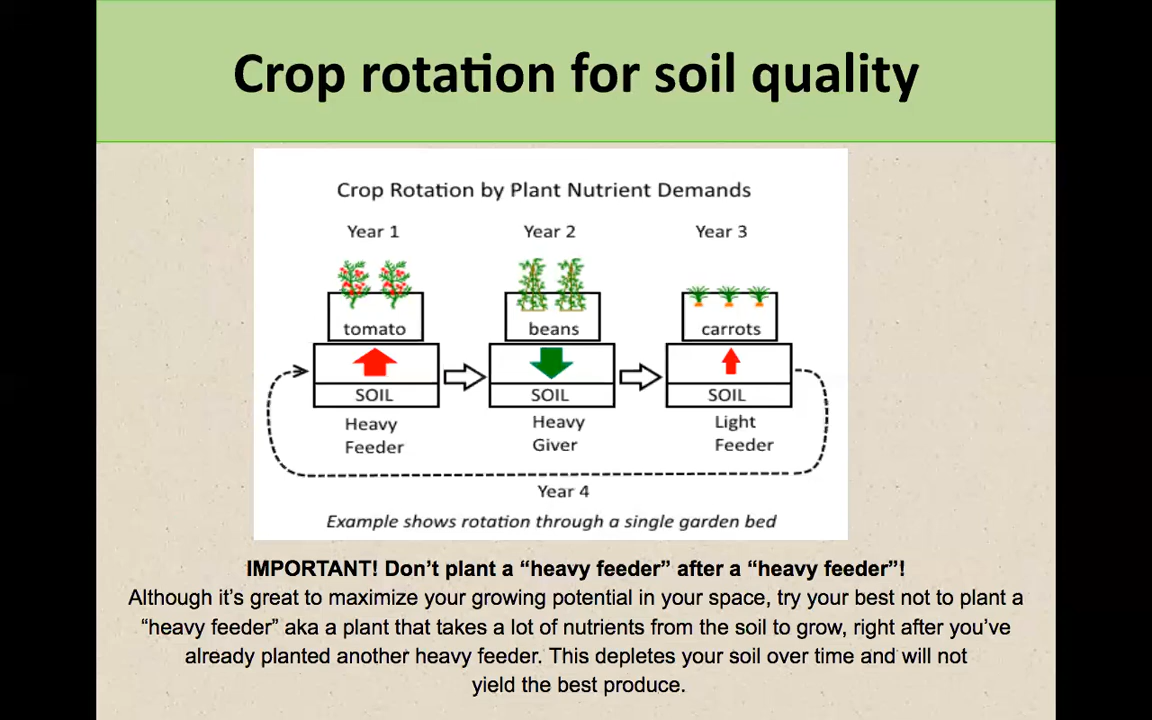 Crop rotation for soil quality
Crop Rotation by Plant Nutrient Demands
Year 1 Year 2 Year 3
tomato beans carrots
SOIL SOIL SOIL
Heavy Feeder Heavy Giver Light Feeder
Year 4
Example shows rotation through a single garden bed
IMPORTANT! Don’t plant a “heavy feeder” after a “heavy feeder”!
Although it’s great to maximize your growing potential in your space, try your best not to plant a
“heavy feeder” aka a plant that takes a lot of nutrients from the soil to grow, right after you’ve
already planted another heavy feeder. This depletes your soil over time and will not
yield the best produce.